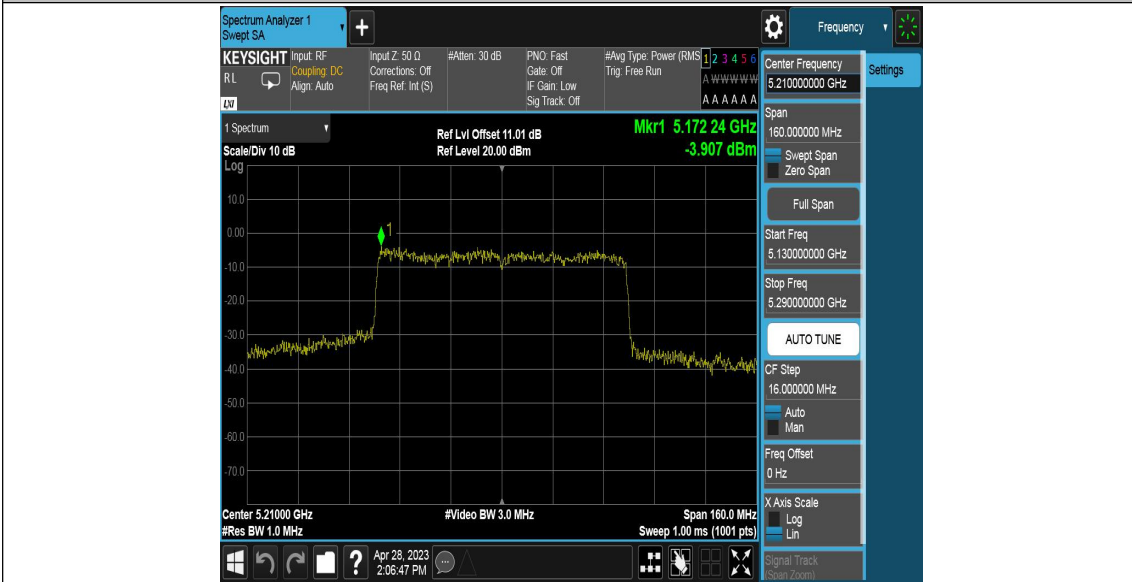 Spectrum Analyzer 1
Swept SA
+
Frequency
KEYSIGHT
R L
LXI
Input: RF
Coupling: DC
Align: Auto
Input Z: 50 Ω
Corrections: Off
Freq Ref: Int (S)
#Atten: 30 dB
PNO: Fast
Gate: Off
IF Gain: Low
Sig Track: Off
#Avg Type: Power (RMS
Trig: Free Run
1 2 3 4 5 6
A W W W W W
A A A A A A
1 Spectrum
Scale/Div 10 dB
Ref Lvl Offset 11.01 dB
Ref Level 20.00 dBm
Mkr1 5.172 24 GHz
-3.907 dBm
Log
10.0
0.00
-10.0
-20.0
-30.0
-40.0
-50.0
-60.0
-70.0
1
Center 5.21000 GHz
#Res BW 1.0 MHz
#Video BW 3.0 MHz
Span 160.0 MHz
Sweep 1.00 ms (1001 pts)
?
Apr 28, 2023
2:06:47 PM
Center Frequency
5.210000000 GHz
Settings
Span
160.000000 MHz
Swept Span
Zero Span
Full Span
Start Freq
5.130000000 GHz
Stop Freq
5.290000000 GHz
AUTO TUNE
CF Step
16.000000 MHz
Auto
Man
Freq Offset
0 Hz
X Axis Scale
Log
Lin
Signal Track
(Span Zoom)